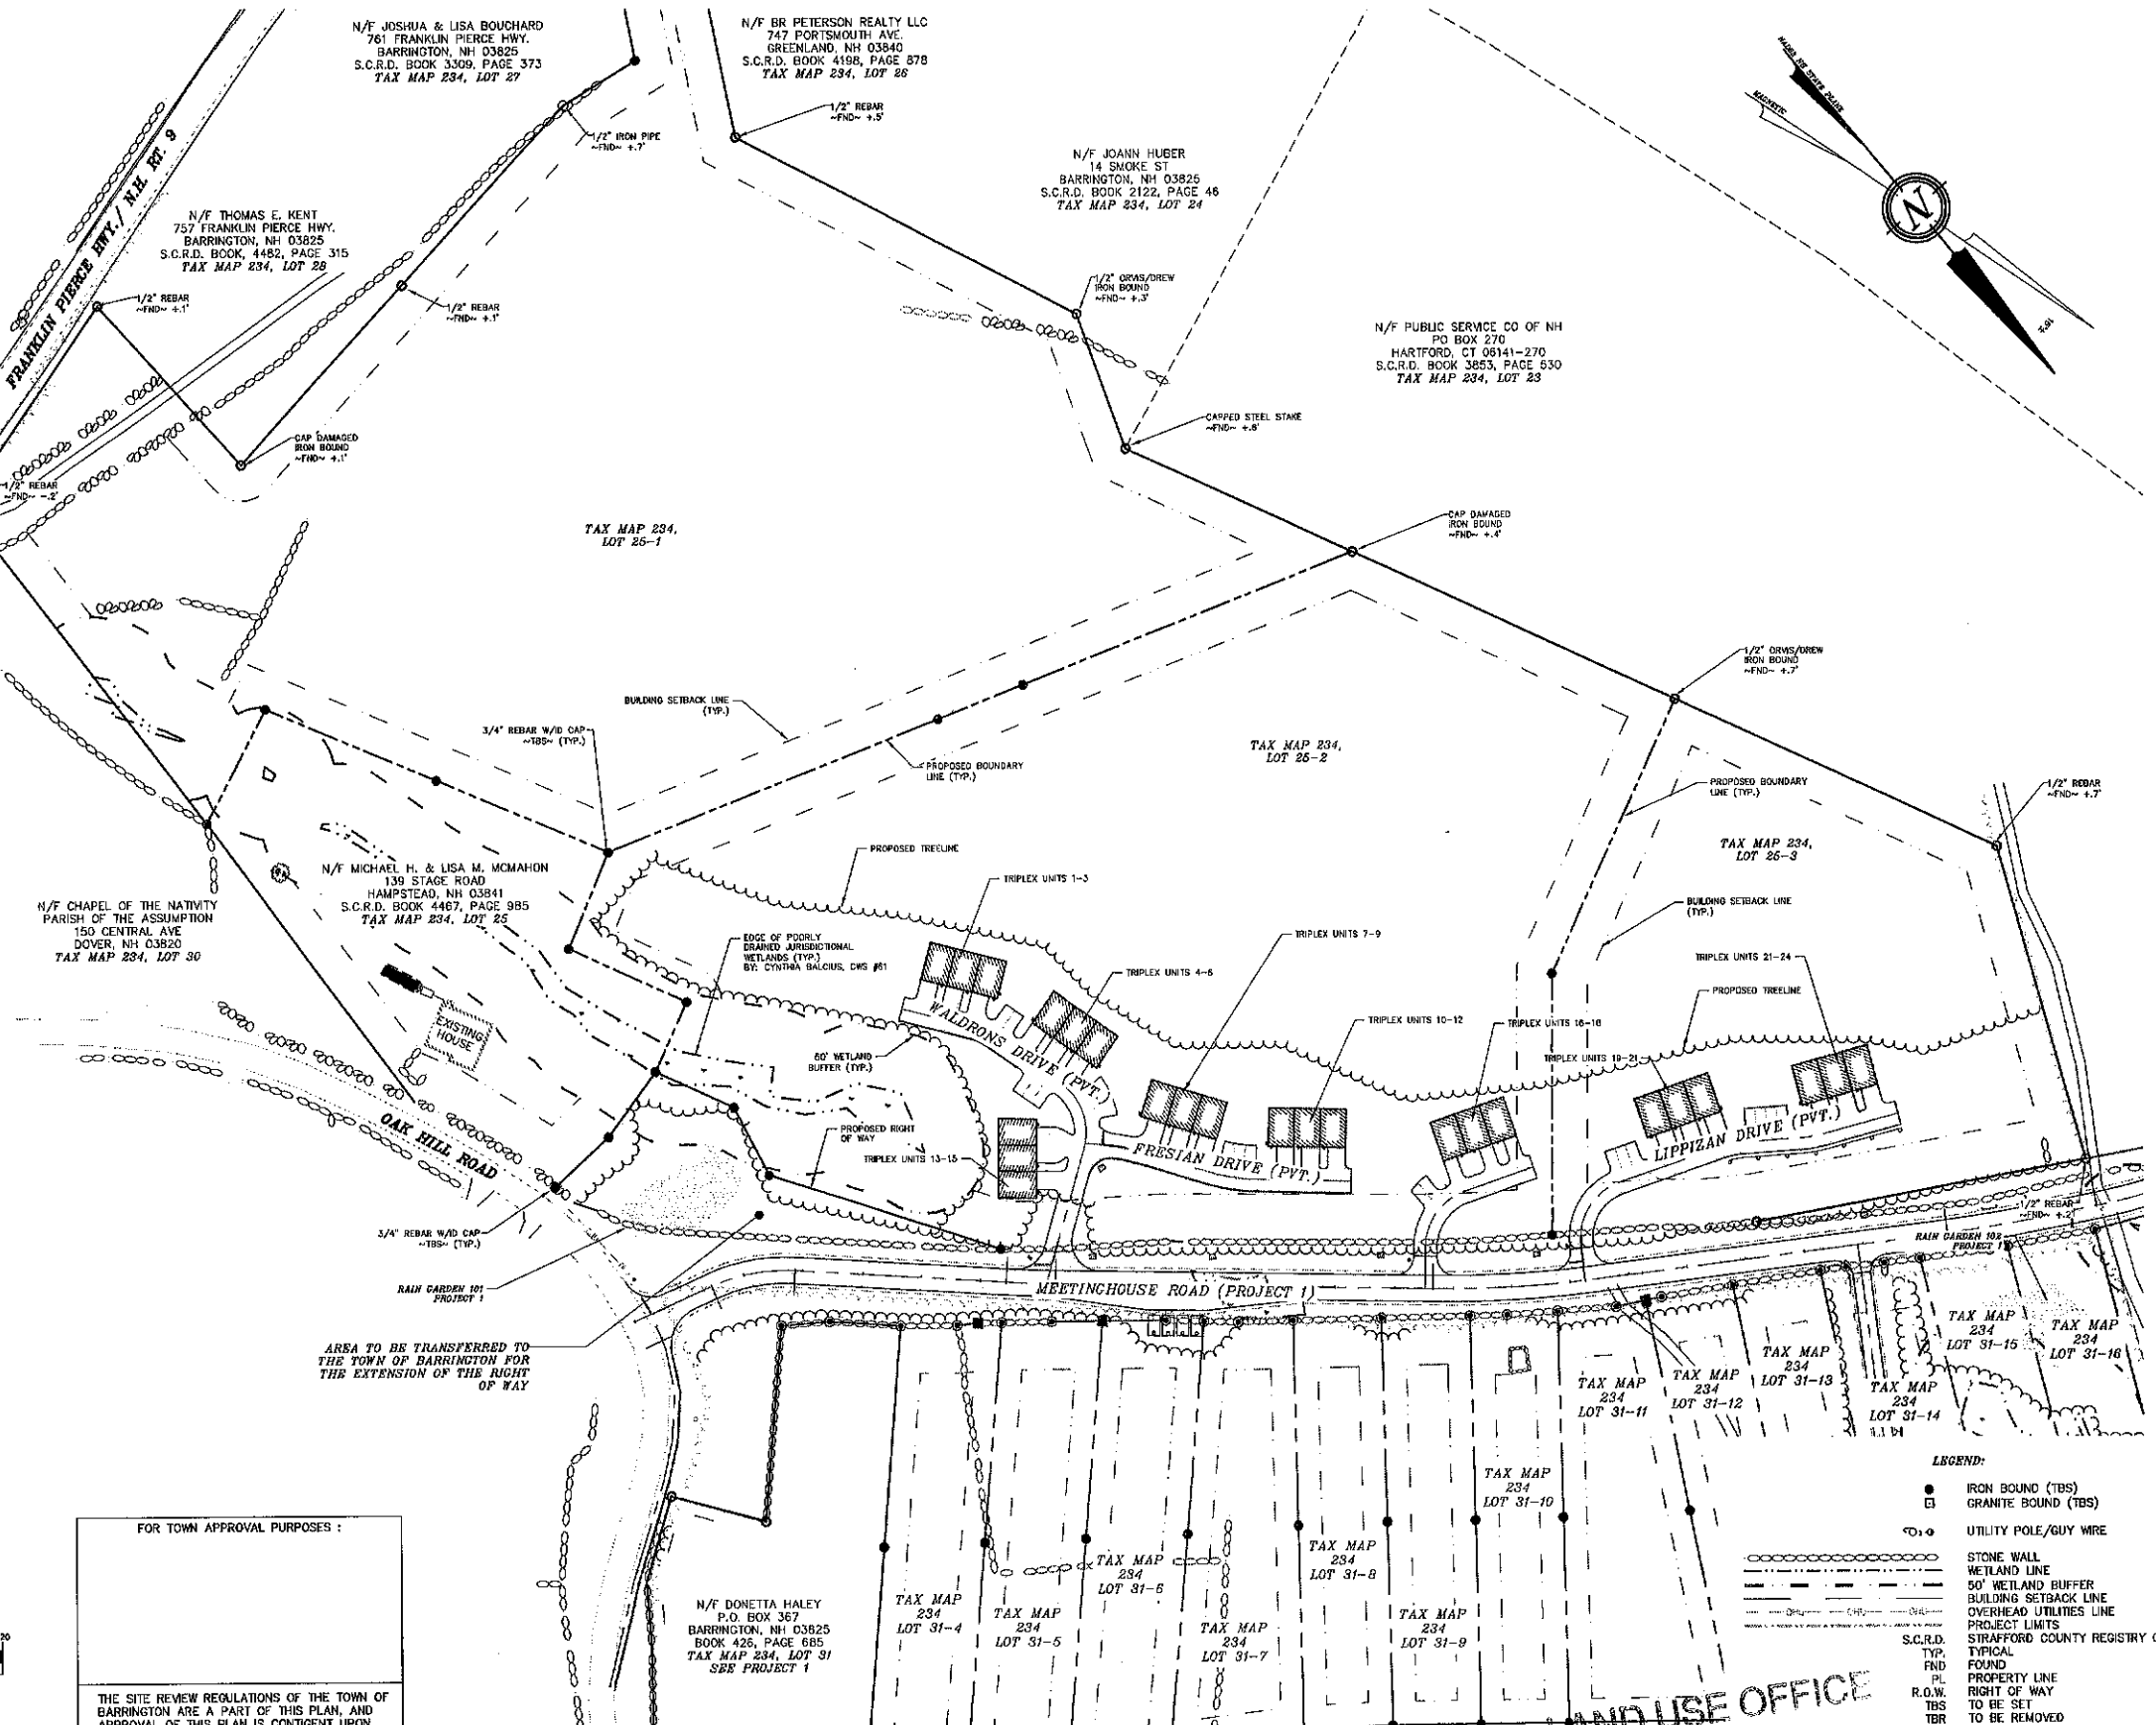 N/F JOSHUA & LISA BOUCHARD
761 FRANKLIN PIERCE HWY.
BARRINGTON, NH 03825
S.C.R.D. BOOK 3309, PAGE 373
TAX MAP 234, LOT 27
N/F BR PETERSON REALTY LLC
747 PORTSMOUTH AVE.
GREENLAND, NH 03840
S.C.R.D. BOOK 4198, PAGE 878
TAX MAP 234, LOT 26
1/2" REBAR
~FND~ +.5'
1/2" IRON PIPE
~FND~ +.7'
MAGNETIC
N
N/F JOANN HUBER
14 SMOKE ST
BARRINGTON, NH 03825
S.C.R.D. BOOK 2122, PAGE 46
TAX MAP 234, LOT 24
FRANKLIN PIERCE HWY./ N.H. RT. 9
N/F THOMAS E. KENT
757 FRANKLIN PIERCE HWY.
BARRINGTON, NH 03825
S.C.R.D. BOOK, 4482, PAGE 315
TAX MAP 234, LOT 28
1/2" REBAR
~FND~ +.1'
1/2" REBAR
~FND~ +.1'
1/2" ORVIS/DREW
IRON BOUND
~FND~ +.3'
N/F PUBLIC SERVICE CO OF NH
PO BOX 270
HARTFORD, CT 06141-270
S.C.R.D. BOOK 3853, PAGE 530
TAX MAP 234, LOT 23
CAPPED STEEL STAKE
~FND~ +.6'
CAP DAMAGED
IRON BOUND
~FND~ +.1'
1/2" REBAR
~FND~ -.2'
TAX MAP 234,
LOT 25-1
CAP DAMAGED
IRON BOUND
~FND~ +.4'
1/2" ORVIS/DREW
IRON BOUND
~FND~ +.7'
BUILDING SETBACK LINE
(TYP.)
3/4" REBAR W/ID CAP
~TBS~ (TYP.)
TAX MAP 234,
LOT 25-2
PROPOSED BOUNDARY
LINE (TYP.)
PROPOSED BOUNDARY
LINE (TYP.)
1/2" REBAR
~FND~ +.7'
TAX MAP 234,
LOT 25-3
PROPOSED TREELINE
N/F MICHAEL H. & LISA M. MCMAHON
139 STAGE ROAD
HAMPSTEAD, NH 03841
S.C.R.D. BOOK 4467, PAGE 985
TAX MAP 234, LOT 25
TRIPLEX UNITS 1-3
BUILDING SETBACK LINE
(TYP.)
N/F CHAPEL OF THE NATIVITY
PARISH OF THE ASSUMPTION
150 CENTRAL AVE
DOVER, NH 03820
TAX MAP 234, LOT 30
EDGE OF POORLY
DRAINED JURISDICTIONAL
WETLANDS (TYP.)
BY: CYNTHIA BALCIUS, CWS #61
TRIPLEX UNITS 7-9
TRIPLEX UNITS 21-24
TRIPLEX UNITS 4-6
PROPOSED TREELINE
EXISTING
HOUSE
WALDRONS DRIVE (PVT.)
TRIPLEX UNITS 10-12
TRIPLEX UNITS 16-18
50' WETLAND
BUFFER (TYP.)
TRIPLEX UNITS 19-21
OAK HILL ROAD
PROPOSED RIGHT
OF WAY
TRIPLEX UNITS 13-15
FRESIAN DRIVE (PVT.)
LIPPIZAN DRIVE (PVT.)
1/2" REBAR
~FND~ +.2'
3/4" REBAR W/ID CAP
~TBS~ (TYP.)
RAIN GARDEN 102
PROJECT 1
RAIN GARDEN 101
PROJECT 1
MEETINGHOUSE ROAD (PROJECT 1)
AREA TO BE TRANSFERRED TO
THE TOWN OF BARRINGTON FOR
THE EXTENSION OF THE RIGHT
OF WAY
TAX MAP
234
LOT 31-15
TAX MAP
234
LOT 31-16
TAX MAP
234
LOT 31-13
TAX MAP
234
LOT 31-12
TAX MAP
234
LOT 31-11
TAX MAP
234
LOT 31-14
TAX MAP
234
LOT 31-10
TAX MAP
234
LOT 31-8
TAX MAP
234
LOT 31-6
TAX MAP
234
LOT 31-4
TAX MAP
234
LOT 31-5
TAX MAP
234
LOT 31-7
TAX MAP
234
LOT 31-9
N/F DONETTA HALEY
P.O. BOX 367
BARRINGTON, NH 03825
BOOK 426, PAGE 685
TAX MAP 234, LOT 31
SEE PROJECT 1
LEGEND:
IRON BOUND (TBS)
GRANITE BOUND (TBS)
UTILITY POLE/GUY WIRE
STONE WALL
WETLAND LINE
50' WETLAND BUFFER
BUILDING SETBACK LINE
OVERHEAD UTILITIES LINE
PROJECT LIMITS
S.C.R.D. STRAFFORD COUNTY REGISTRY
TYP. TYPICAL
FND FOUND
PL PROPERTY LINE
R.O.W. RIGHT OF WAY
TBS TO BE SET
TBR TO BE REMOVED
FOR TOWN APPROVAL PURPOSES :
THE SITE REVIEW REGULATIONS OF THE TOWN OF
BARRINGTON ARE A PART OF THIS PLAN, AND
APPROVAL OF THIS PLAN IS CONTIGENT UPON
LAND USE OFFICE